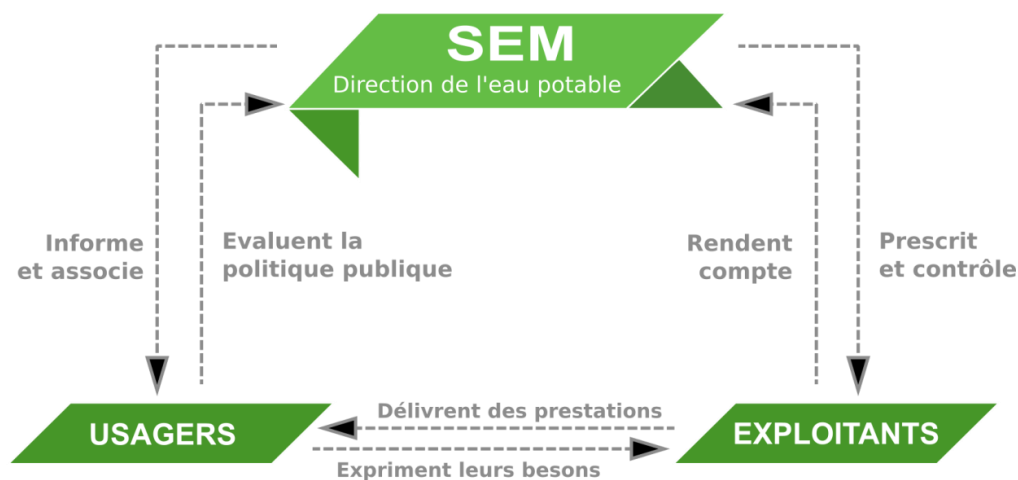 SEM
Direction de l'eau potable
Informe
et associe
Evaluent la
politique publique
Rendent
compte
Prescrit
et contrôle
Délivrent des prestations
USAGERS
EXPLOITANTS
Expriment leurs besons